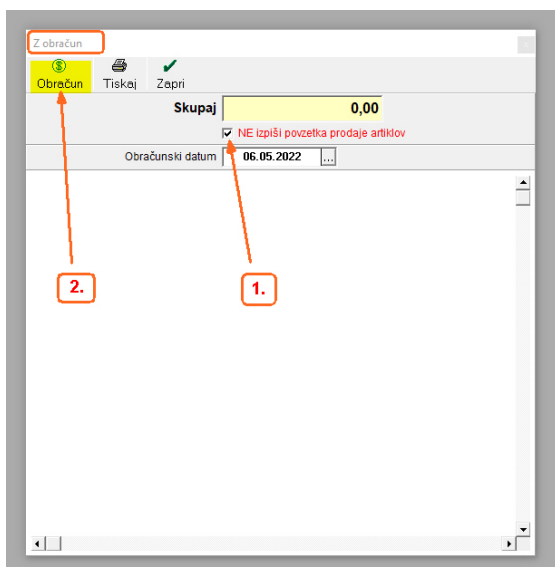 Z obračun
Obračun Tiskaj Zapri
Skupaj 0,00
NE izpiši povzetka prodaje artiklov
Obračunski datum 06.05.2022 ...
2. 1.